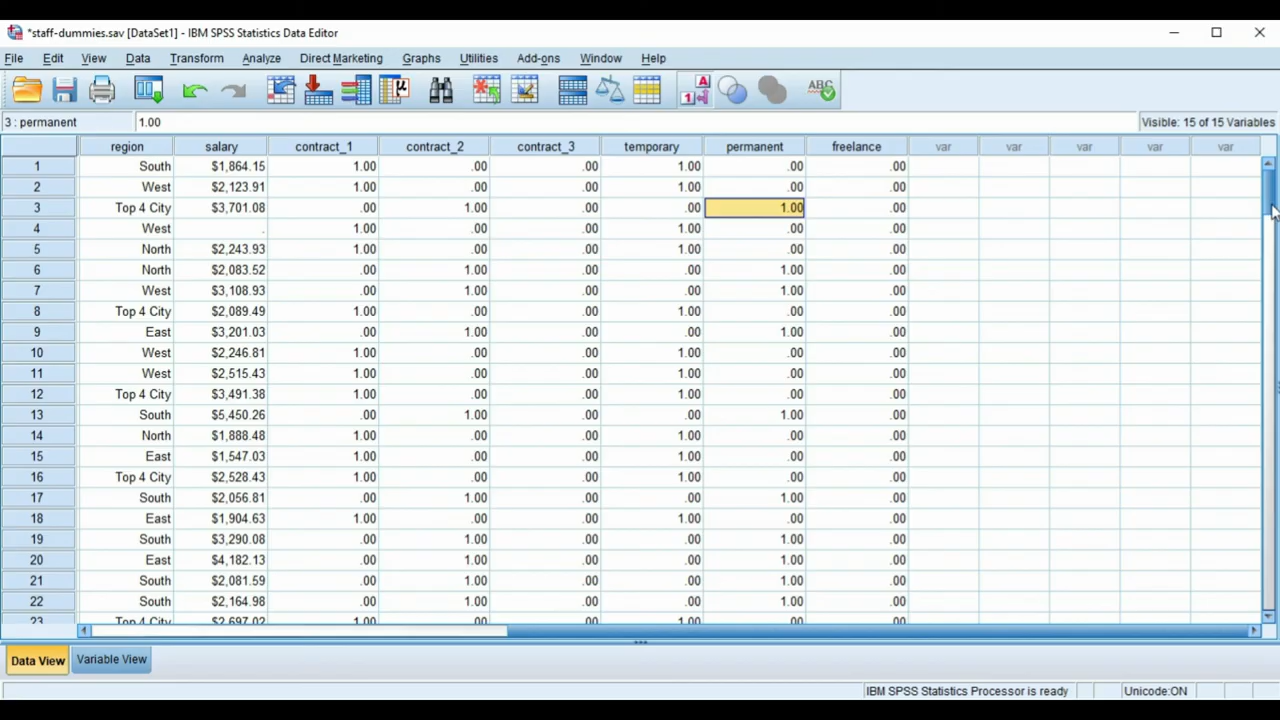 *staff-dummies.sav [DataSet1] - IBM SPSS Statistics Data Editor
File Edit View Data Transform Analyze Direct Marketing Graphs Utilities Add-ons Window Help
3 : permanent 1.00 Visible: 15 of 15 Variables
region salary contract_1 contract_2 contract_3 temporary permanent freelance var var var var var
1 South $1,864.15 1.00 .00 .00 1.00 .00 .00
2 West $2,123.91 1.00 .00 .00 1.00 .00 .00
3 Top 4 City $3,701.08 .00 1.00 .00 .00 1.00 .00
4 West . 1.00 .00 .00 1.00 .00 .00
5 North $2,243.93 1.00 .00 .00 1.00 .00 .00
6 North $2,083.52 .00 1.00 .00 .00 1.00 .00
7 West $3,108.93 .00 1.00 .00 .00 1.00 .00
8 Top 4 City $2,089.49 1.00 .00 .00 1.00 .00 .00
9 East $3,201.03 .00 1.00 .00 .00 1.00 .00
10 West $2,246.81 1.00 .00 .00 1.00 .00 .00
11 West $2,515.43 1.00 .00 .00 1.00 .00 .00
12 Top 4 City $3,491.38 1.00 .00 .00 1.00 .00 .00
13 South $5,450.26 .00 1.00 .00 .00 1.00 .00
14 North $1,888.48 1.00 .00 .00 1.00 .00 .00
15 East $1,547.03 1.00 .00 .00 1.00 .00 .00
16 Top 4 City $2,528.43 1.00 .00 .00 1.00 .00 .00
17 South $2,056.81 .00 1.00 .00 .00 1.00 .00
18 East $1,904.63 1.00 .00 .00 1.00 .00 .00
19 South $3,290.08 .00 1.00 .00 .00 1.00 .00
20 East $4,182.13 .00 1.00 .00 .00 1.00 .00
21 South $2,081.59 .00 1.00 .00 .00 1.00 .00
22 South $2,164.98 .00 1.00 .00 .00 1.00 .00
23 Top 4 City $2,697.02 1.00 .00 .00 1.00 .00 .00
Data View Variable View
IBM SPSS Statistics Processor is ready Unicode:ON